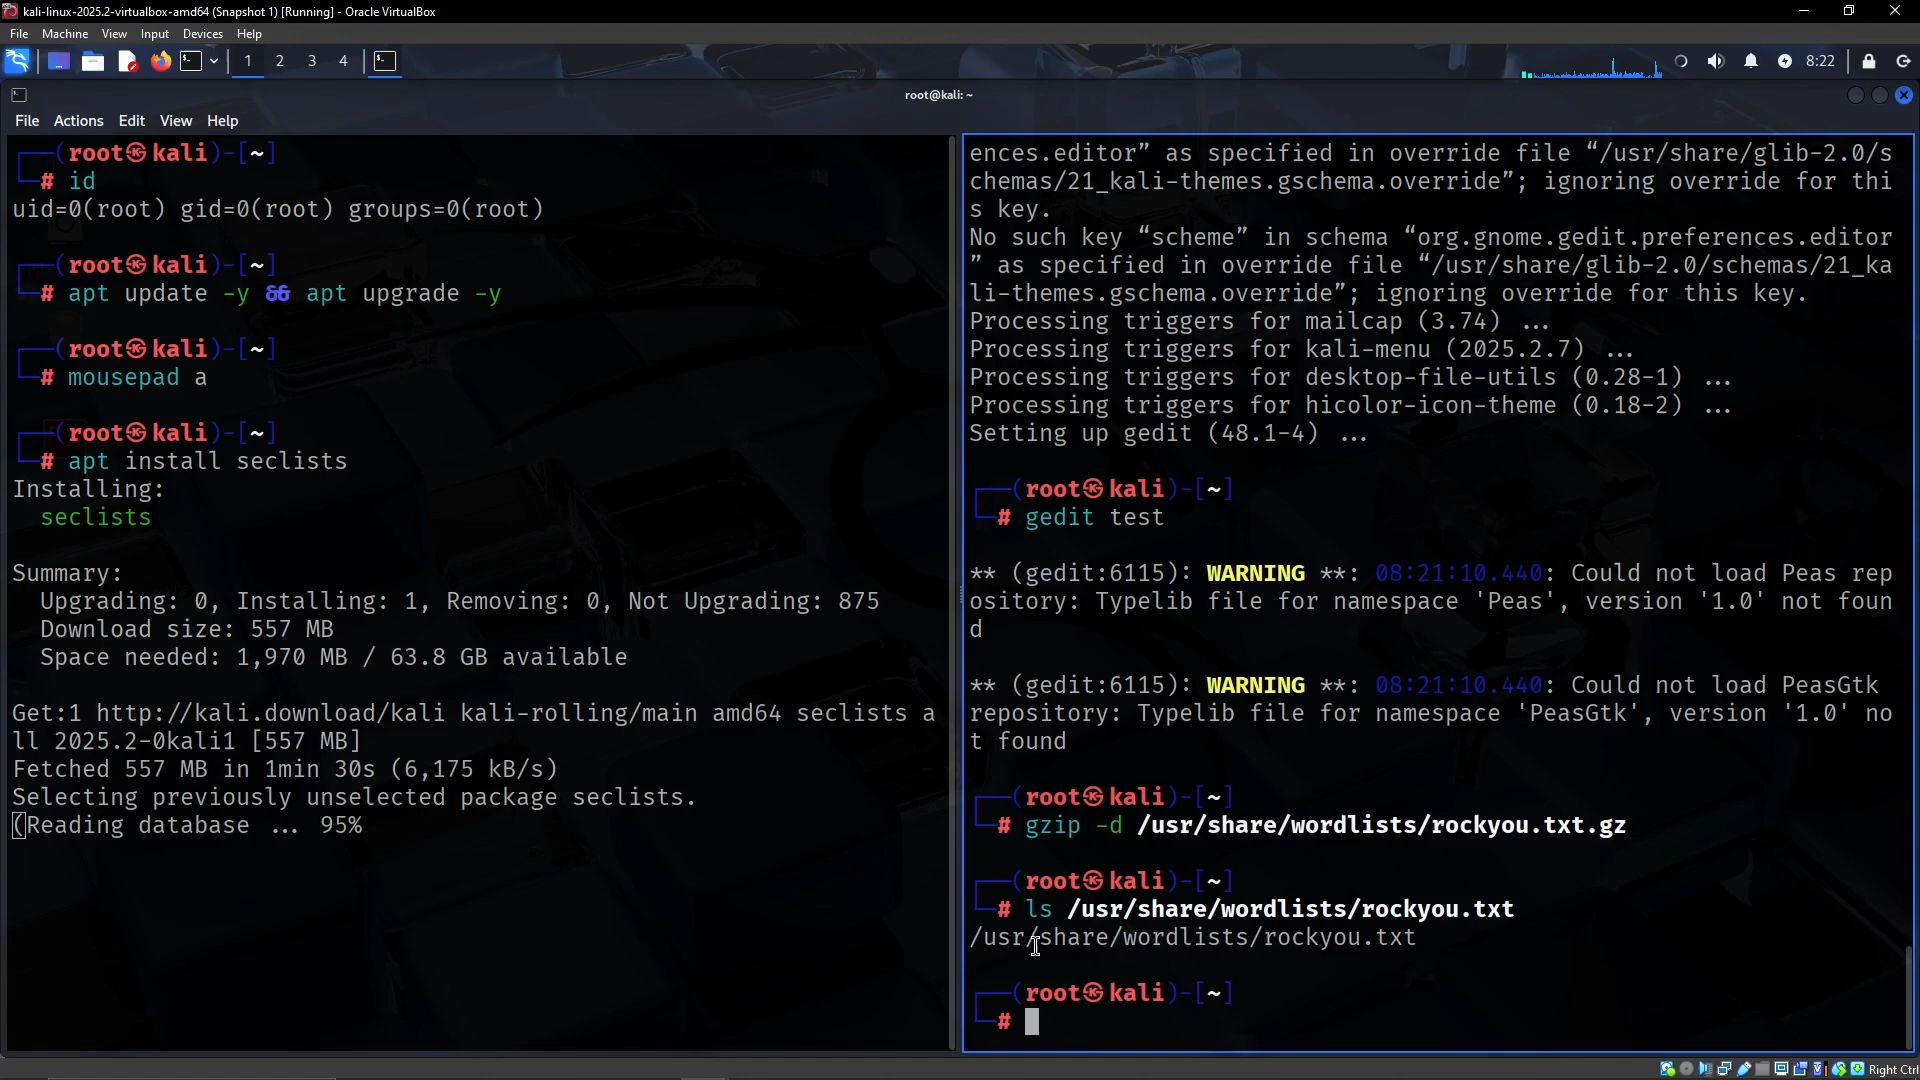 kali-linux-2025.2-virtualbox-amd64 (Snapshot 1) [Running] - Oracle VirtualBox
File Machine View Input Devices Help
1 2 3 4 8:22
root@kali: ~
File Actions Edit View Help
(root㉿kali)-[~]
# id
uid=0(root) gid=0(root) groups=0(root)
(root㉿kali)-[~]
# apt update -y && apt upgrade -y
(root㉿kali)-[~]
# mousepad a
(root㉿kali)-[~]
# apt install seclists
Installing:
seclists
Summary:
Upgrading: 0, Installing: 1, Removing: 0, Not Upgrading: 875
Download size: 557 MB
Space needed: 1,970 MB / 63.8 GB available
Get:1 http://kali.download/kali kali-rolling/main amd64 seclists a
ll 2025.2-0kali1 [557 MB]
Fetched 557 MB in 1min 30s (6,175 kB/s)
Selecting previously unselected package seclists.
(Reading database ... 95%
ences.editor” as specified in override file “/usr/share/glib-2.0/s
chemas/21_kali-themes.gschema.override”; ignoring override for thi
s key.
No such key “scheme” in schema “org.gnome.gedit.preferences.editor
” as specified in override file “/usr/share/glib-2.0/schemas/21_ka
li-themes.gschema.override”; ignoring override for this key.
Processing triggers for mailcap (3.74) ...
Processing triggers for kali-menu (2025.2.7) ...
Processing triggers for desktop-file-utils (0.28-1) ...
Processing triggers for hicolor-icon-theme (0.18-2) ...
Setting up gedit (48.1-4) ...
(root㉿kali)-[~]
# gedit test
** (gedit:6115): WARNING **: 08:21:10.440: Could not load Peas rep
ository: Typelib file for namespace 'Peas', version '1.0' not foun
d
** (gedit:6115): WARNING **: 08:21:10.440: Could not load PeasGtk
repository: Typelib file for namespace 'PeasGtk', version '1.0' no
t found
(root㉿kali)-[~]
# gzip -d /usr/share/wordlists/rockyou.txt.gz
(root㉿kali)-[~]
# ls /usr/share/wordlists/rockyou.txt
/usr/share/wordlists/rockyou.txt
(root㉿kali)-[~]
#
Right Ctrl